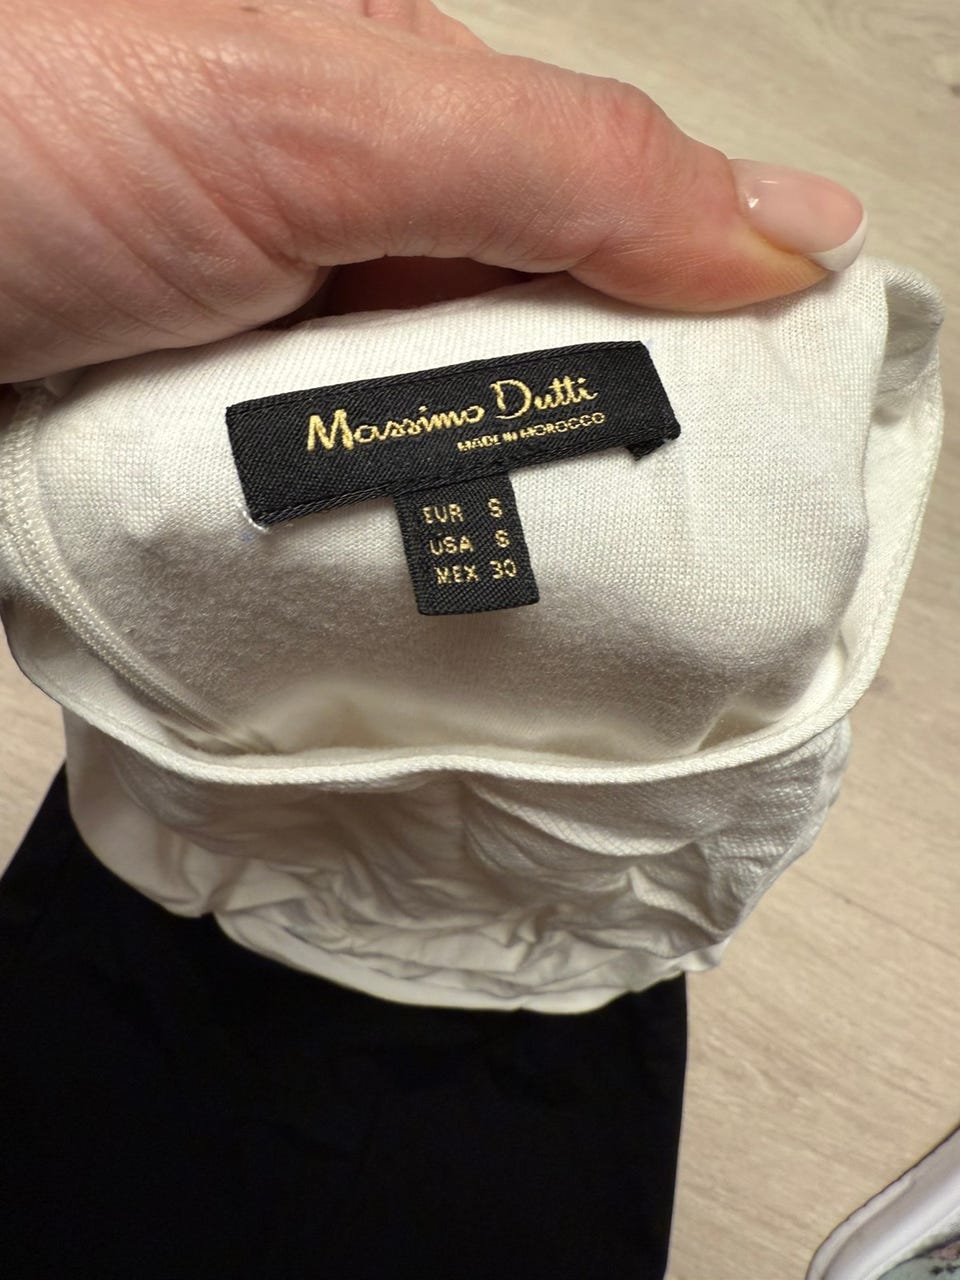 Massimo Dutti
MADE IN MOROCCO
EUR S
USA S
MEX 30